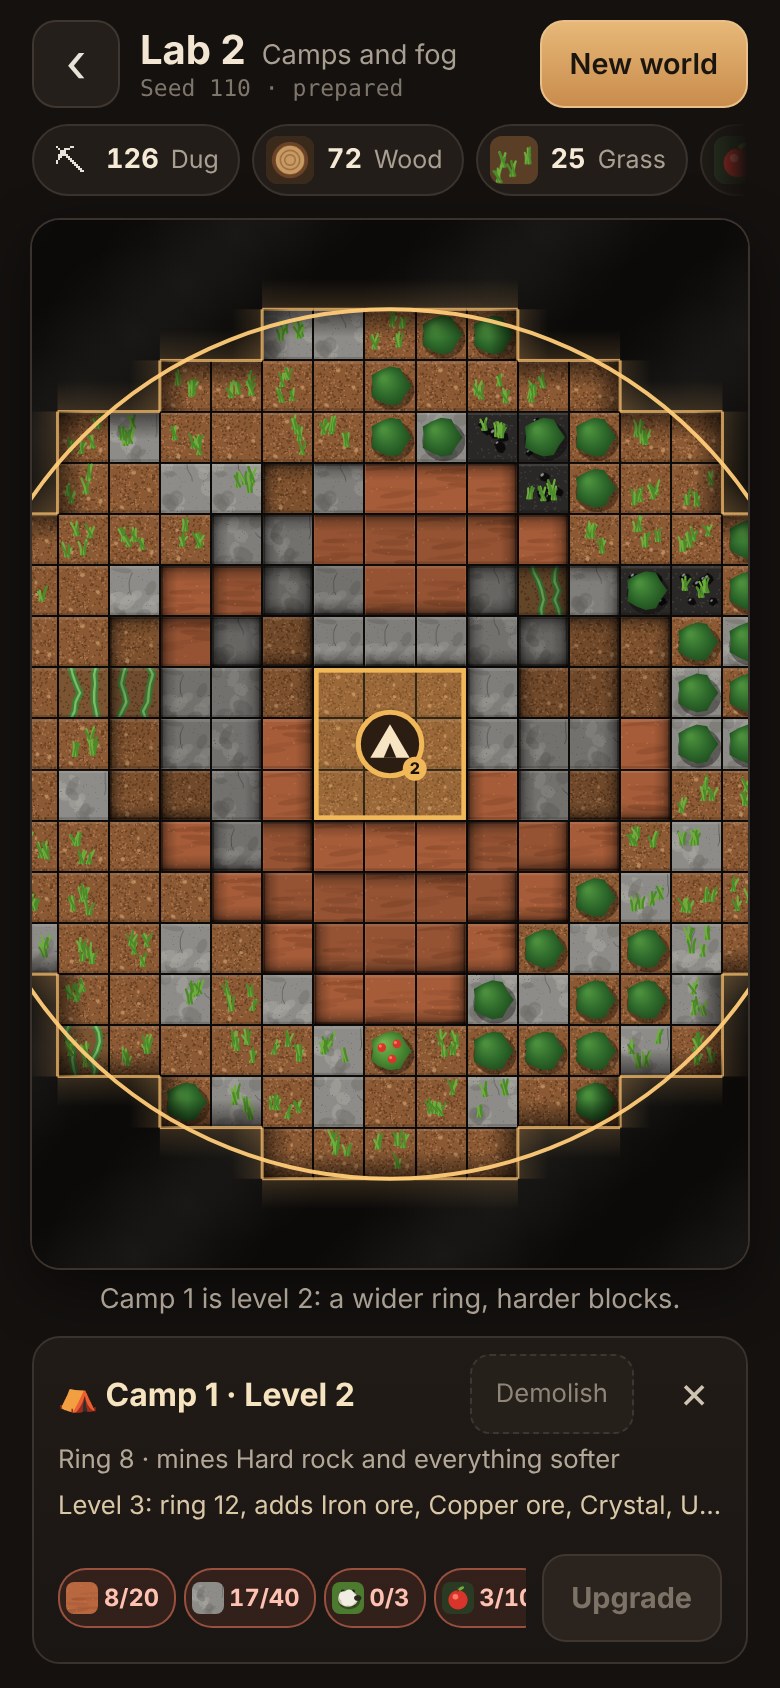 Lab 2 Camps and fog
Seed 110 · prepared
New world
126 Dug
72 Wood
25 Grass
2
Camp 1 is level 2: a wider ring, harder blocks.
Camp 1 · Level 2
Demolish
Ring 8 · mines Hard rock and everything softer
Level 3: ring 12, adds Iron ore, Copper ore, Crystal, U...
8/20
17/40
0/3
3/10
Upgrade